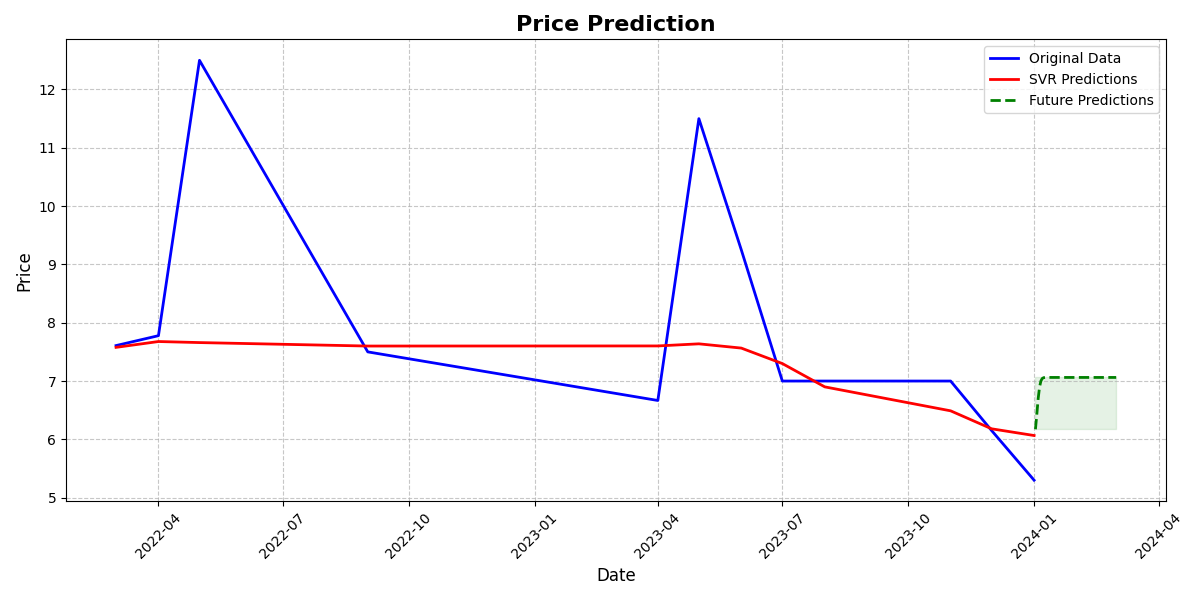 Price Prediction
Original Data
SVR Predictions
Future Predictions
Price
12
11
10
9
8
7
6
5
2022-04
2022-07
2022-10
2023-01
2023-04
2023-07
2023-10
2024-01
2024-04
Date